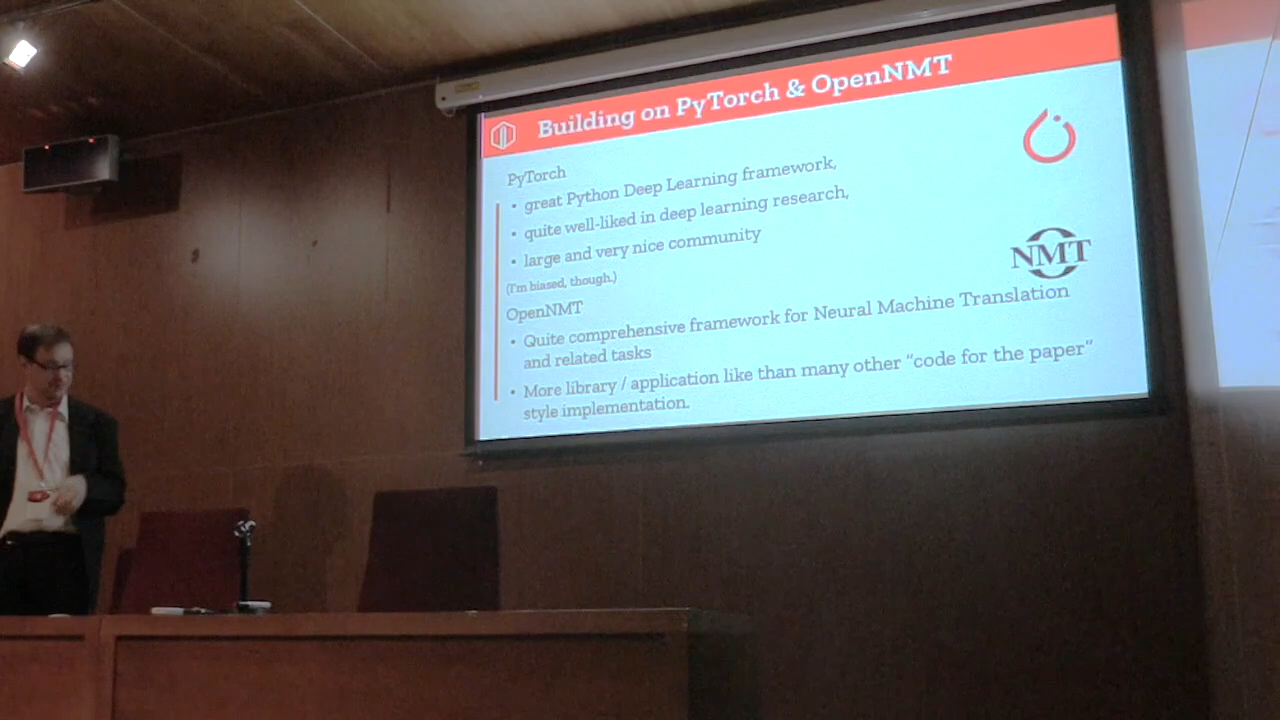 Building on PyTorch & OpenNMT
PyTorch
• great Python Deep Learning framework,
• quite well-liked in deep learning research,
• large and very nice community
(I'm biased, though.)
NMT
OpenNMT
• Quite comprehensive framework for Neural Machine Translation
and related tasks
• More library / application like than many other “code for the paper”
style implementation.